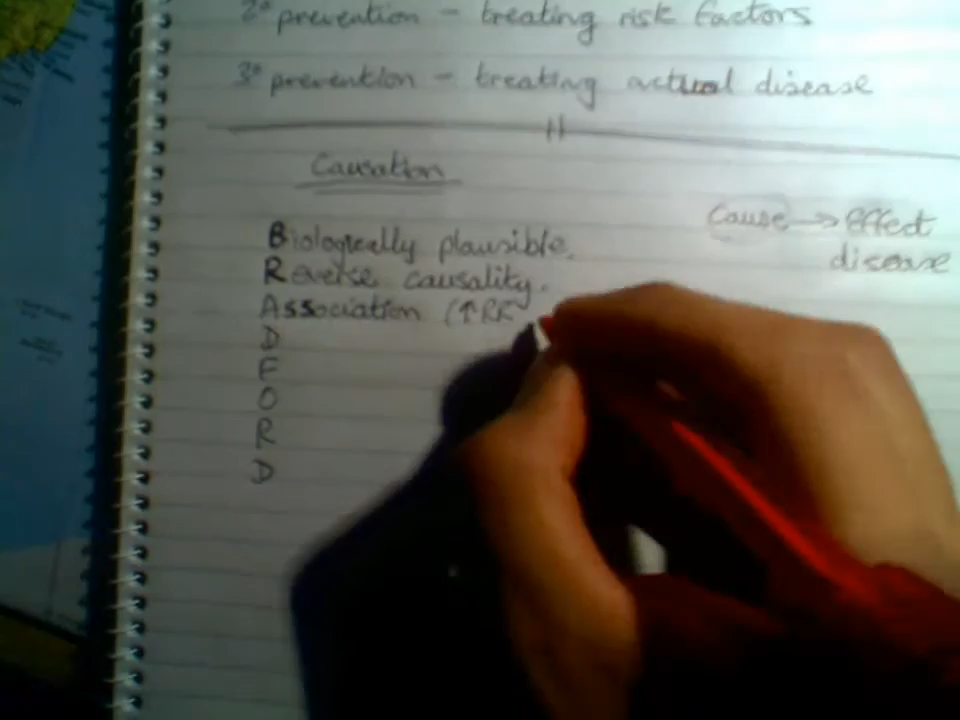 2° prevention - treating risk factors
3° prevention - treating actual disease
Causation
Cause → effect
disease
Biologically plausible.
Reverse causality.
Association (↑RR
D
F
O
R
D